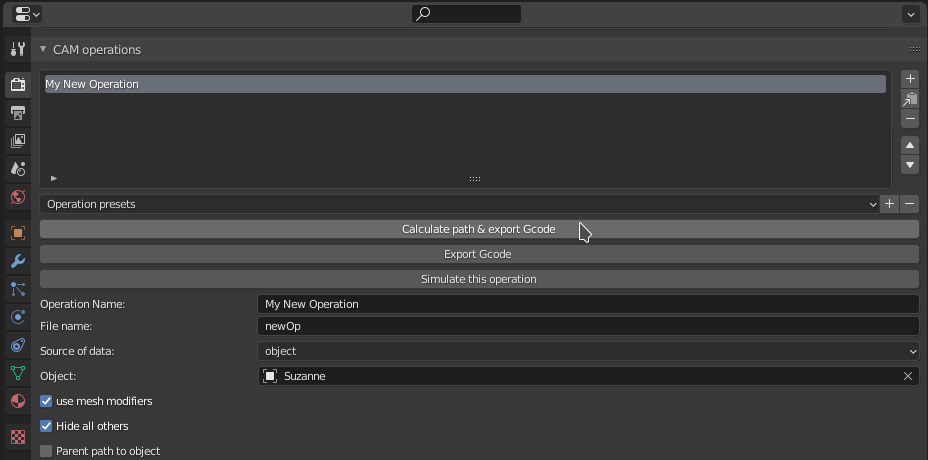 CAM operations
My New Operation
Operation presets
Calculate path & export Gcode
Export Gcode
Simulate this operation
Operation Name: My New Operation
File name: newOp
Source of data: object
Object: Suzanne
use mesh modifiers
Hide all others
Parent path to object